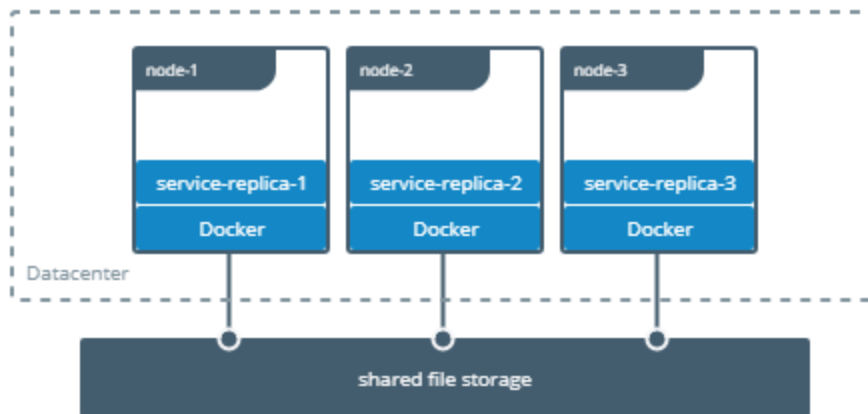 node-1
node-2
node-3
service-replica-1
service-replica-2
service-replica-3
Docker
Docker
Docker
Datacenter
shared file storage